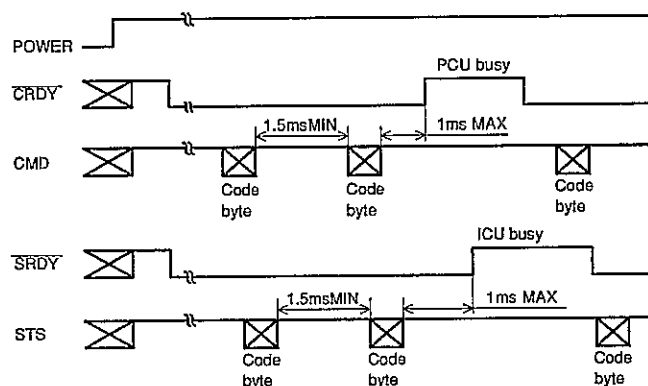 POWER
PCU busy
CRDY
1.5msMIN
1ms MAX
CMD
Code
byte
Code
byte
Code
byte
ICU busy
SRDY
1.5msMIN
1ms MAX
STS
Code
byte
Code
byte
Code
byte